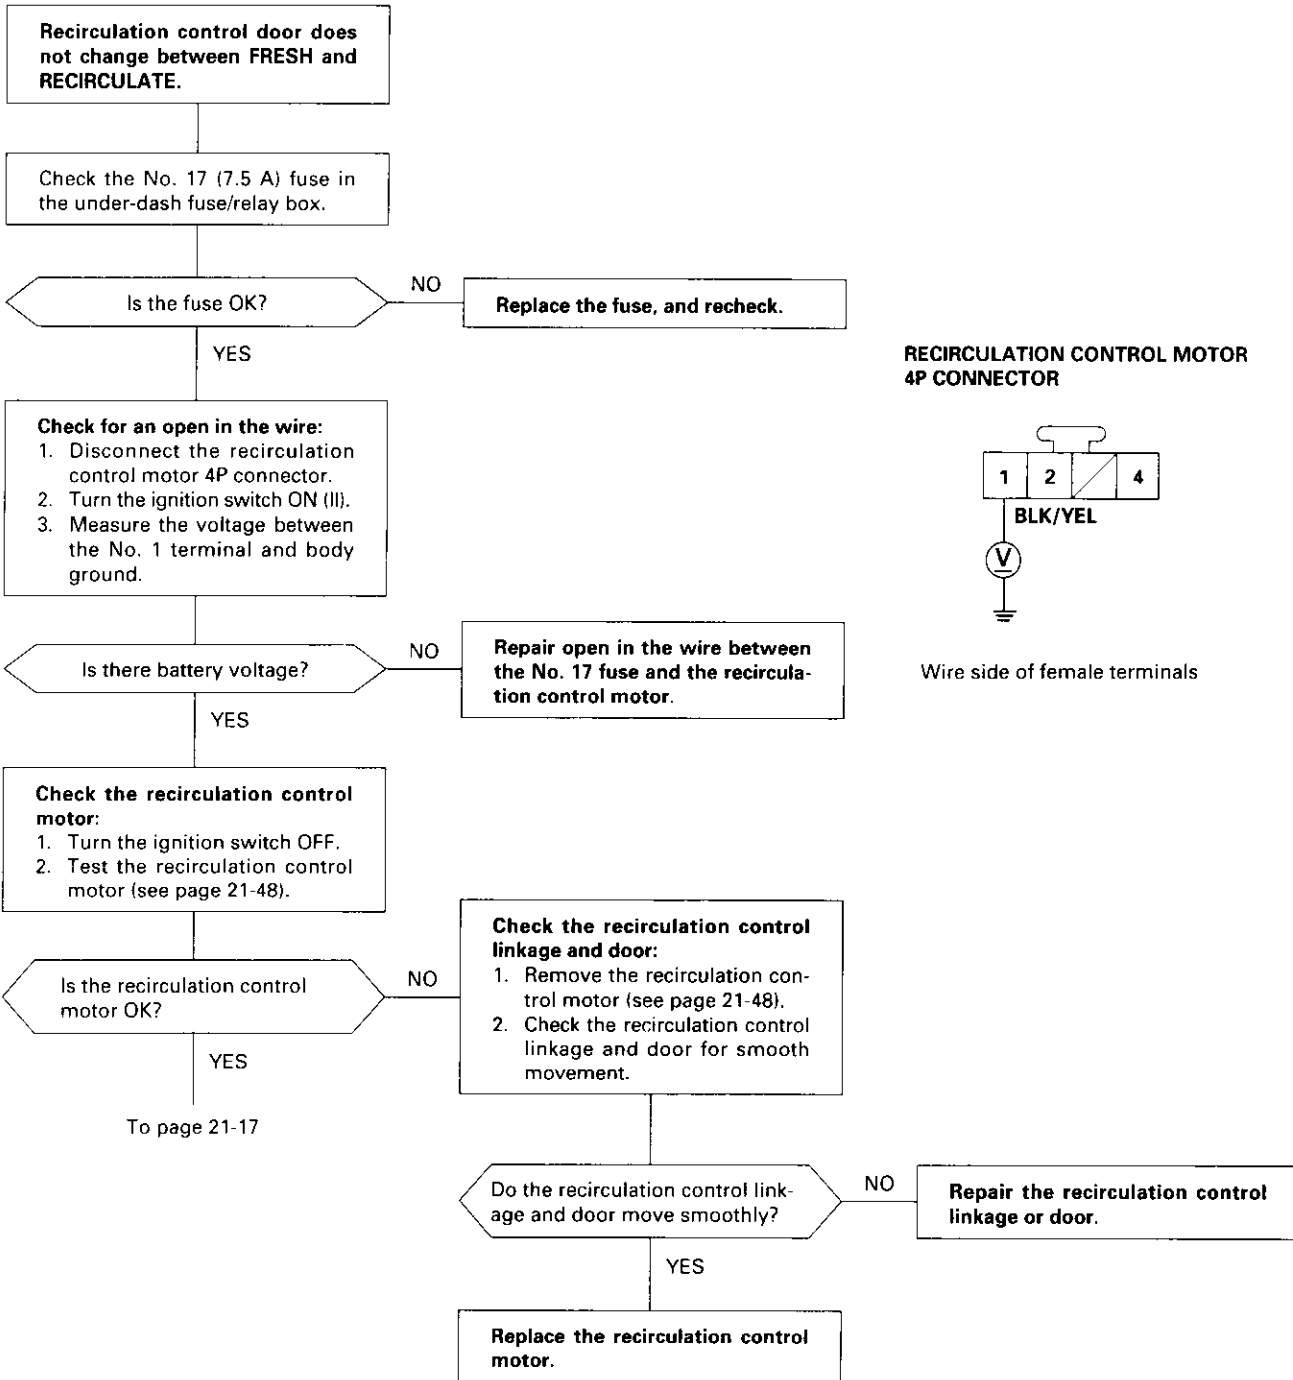 Recirculation control door does
not change between FRESH and
RECIRCULATE.
Check the No. 17 (7.5 A) fuse in
the under-dash fuse/relay box.
Is the fuse OK?
NO
Replace the fuse, and recheck.
YES
RECIRCULATION CONTROL MOTOR
4P CONNECTOR
1 2 4
BLK/YEL
V
Wire side of female terminals
Check for an open in the wire:
1. Disconnect the recirculation
control motor 4P connector.
2. Turn the ignition switch ON (II).
3. Measure the voltage between
the No. 1 terminal and body
ground.
Is there battery voltage?
NO
Repair open in the wire between
the No. 17 fuse and the recircula-
tion control motor.
YES
Check the recirculation control
motor:
1. Turn the ignition switch OFF.
2. Test the recirculation control
motor (see page 21-48).
Is the recirculation control
motor OK?
NO
Check the recirculation control
linkage and door:
1. Remove the recirculation con-
trol motor (see page 21-48).
2. Check the recirculation control
linkage and door for smooth
movement.
YES
To page 21-17
Do the recirculation control link-
age and door move smoothly?
NO
Repair the recirculation control
linkage or door.
YES
Replace the recirculation control
motor.